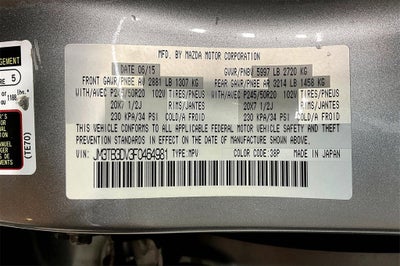 MFD. BY MAZDA MOTOR CORPORATION
DATE 06/15 GVWR/PNBV 5997 LB 2720 KG
FRONT GAWR/PNBE AV 2881 LB 1307 KG REAR GAWR/PNBE AR 3214 LB 1458 KG
WITH/AVEC P245/50R20 102V TIRES/PNEUS WITH/AVEC P245/50R20 102V TIRES/PNEUS
20X7 1/2J RIMS/JANTES 20X7 1/2J RIMS/JANTES
230 KPA/34 PSI COLD/A FROID 230 KPA/34 PSI COLD/A FROID
THIS VEHICLE CONFORMS TO ALL APPLICABLE FEDERAL MOTOR VEHICLE SAFETY AND THEFT
PREVENTION STANDARDS IN EFFECT ON THE DATE OF MANUFACTURE SHOWN ABOVE.
VIN: JM3TB3DV3F0464981 TYPE:MPV COLOR CODE:38P MADE IN JAPAN
(TE70)
5
1188